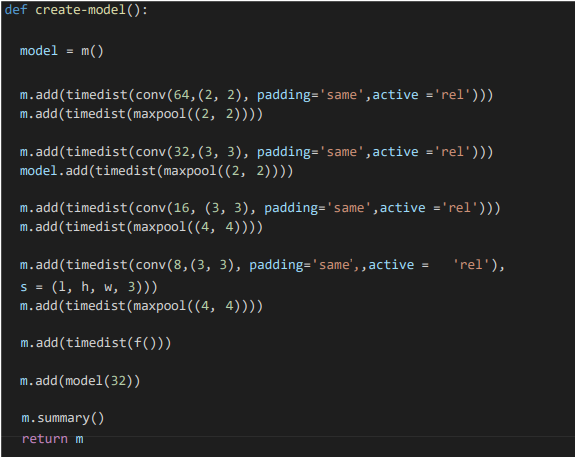 def create-model():
model = m()
m.add(timedist(conv(64,(2, 2), padding='same',active ='rel')))
m.add(timedist(maxpool((2, 2))))
m.add(timedist(conv(32,(3, 3), padding='same',active ='rel')))
model.add(timedist(maxpool((2, 2))))
m.add(timedist(conv(16, (3, 3), padding='same',active ='rel')))
m.add(timedist(maxpool((4, 4))))
m.add(timedist(conv(8,(3, 3), padding='same',,active = 'rel'),
s = (l, h, w, 3)))
m.add(timedist(maxpool((4, 4))))
m.add(timedist(f()))
m.add(model(32))
m.summary()
return m